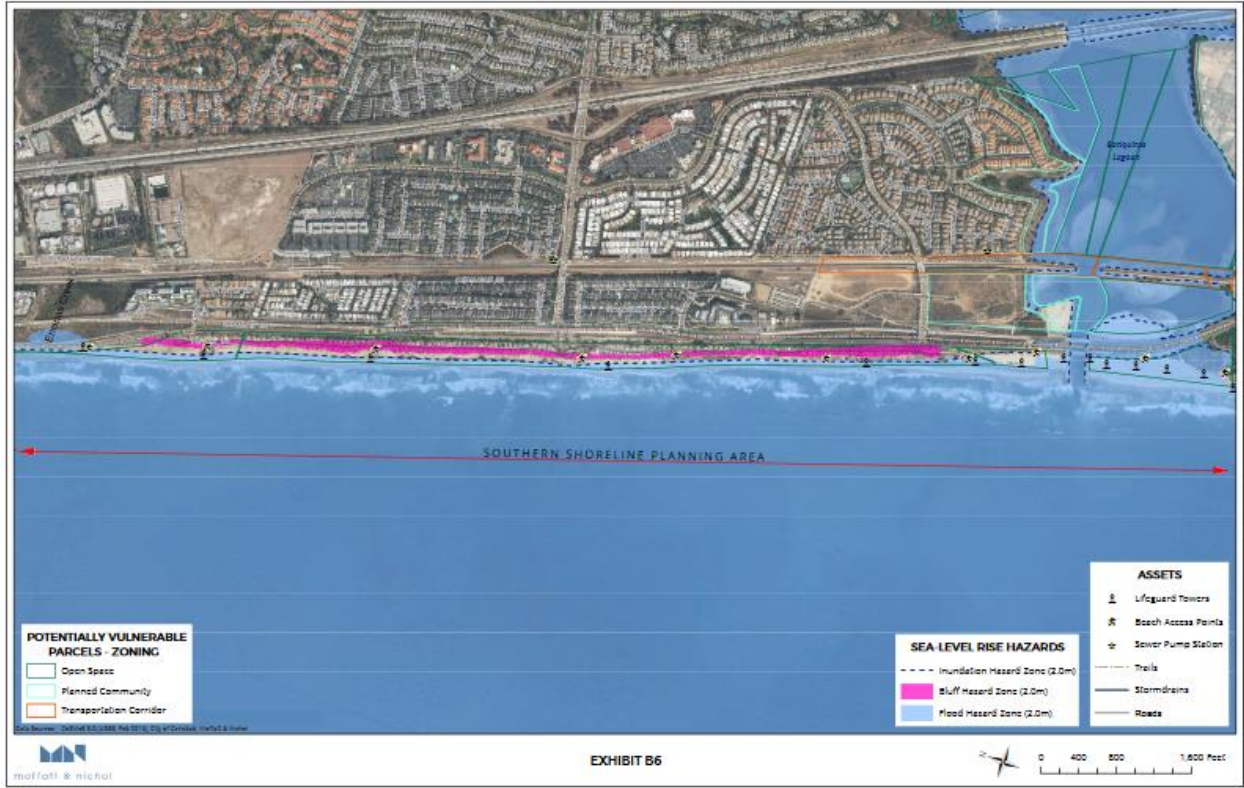 Batiquitos
Lagoon
Encinas Creek
SOUTHERN SHORELINE PLANNING AREA
POTENTIALLY VULNERABLE
PARCELS - ZONING
Open Space
Planned Community
Transportation Corridor
SEA-LEVEL RISE HAZARDS
Inundation Hazard Zone (2.0m)
Bluff Hazard Zone (2.0m)
Flood Hazard Zone (2.0m)
ASSETS
Lifeguard Towers
Beach Access Points
Sewer Pump Station
Trails
Stormdrains
Roads
moffatt & nichol
EXHIBIT B6
N
0 400 800 1,600 Feet